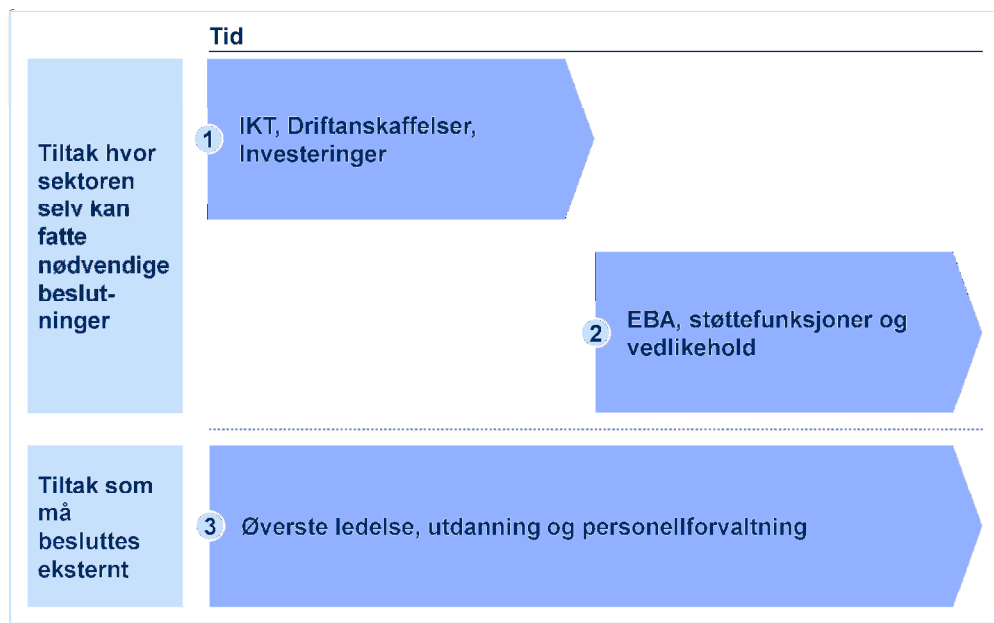 Tid
Tiltak hvor
sektoren
selv kan
fatte
nødvendige
beslut-
ninger
1
IKT, Driftanskaffelser,
Investeringer
2
EBA, støttefunksjoner og
vedlikehold
Tiltak som
må
besluttes
eksternt
3
Øverste ledelse, utdanning og personellforvaltning